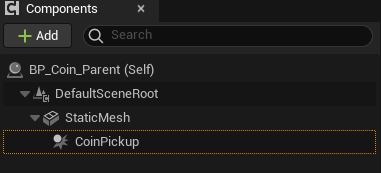 Components ×
+ Add Search
BP_Coin_Parent (Self)
DefaultSceneRoot
StaticMesh
CoinPickup